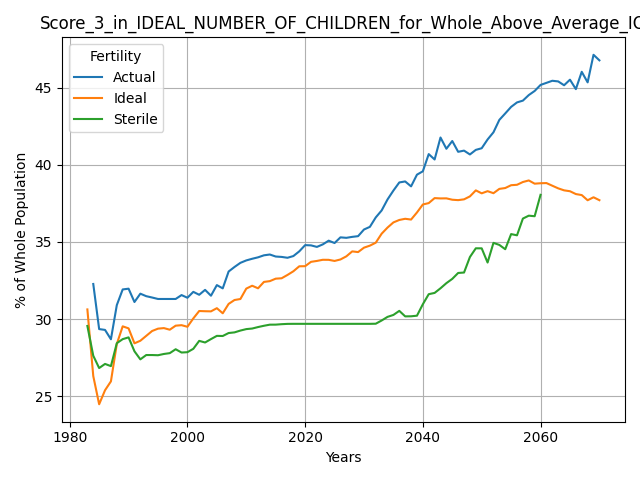 Score_3_in_IDEAL_NUMBER_OF_CHILDREN_for_Whole_Above_Average_IQ
Fertility
Actual
Ideal
Sterile
45
40
35
30
25
% of Whole Population
1980 2000 2020 2040 2060
Years